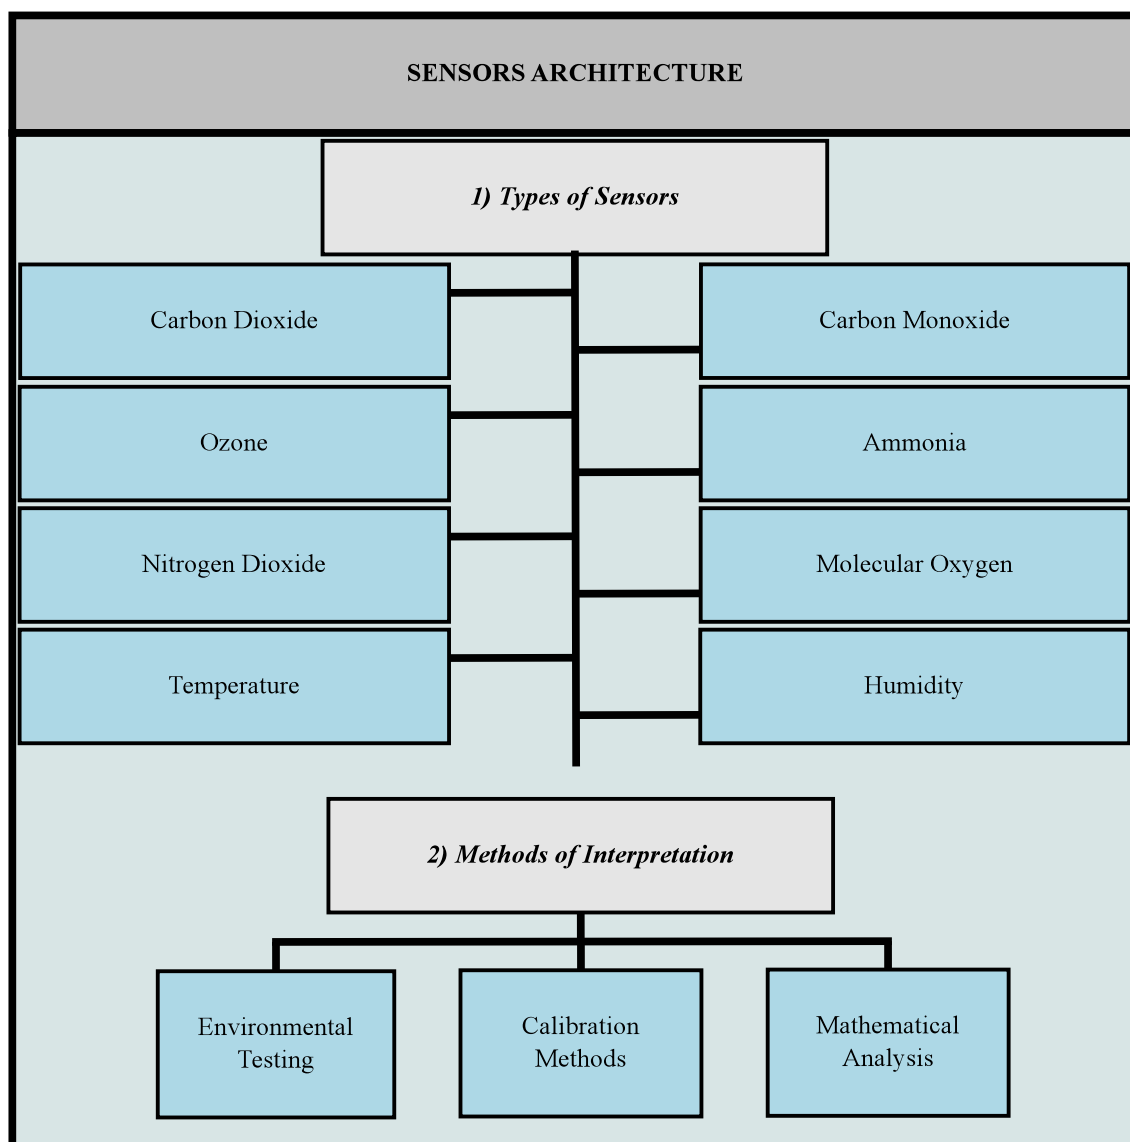 SENSORS ARCHITECTURE
1) Types of Sensors
Carbon Dioxide
Carbon Monoxide
Ozone
Ammonia
Nitrogen Dioxide
Molecular Oxygen
Temperature
Humidity
2) Methods of Interpretation
Environmental
Testing
Calibration
Methods
Mathematical
Analysis